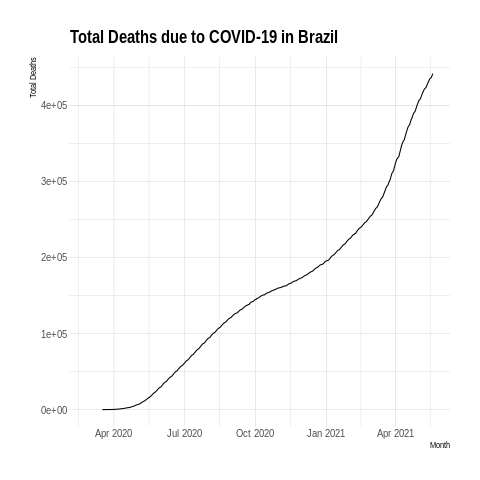 Total Deaths due to COVID-19 in Brazil
Total Deaths
4e+05
3e+05
2e+05
1e+05
0e+00
Apr 2020 Jul 2020 Oct 2020 Jan 2021 Apr 2021
Month